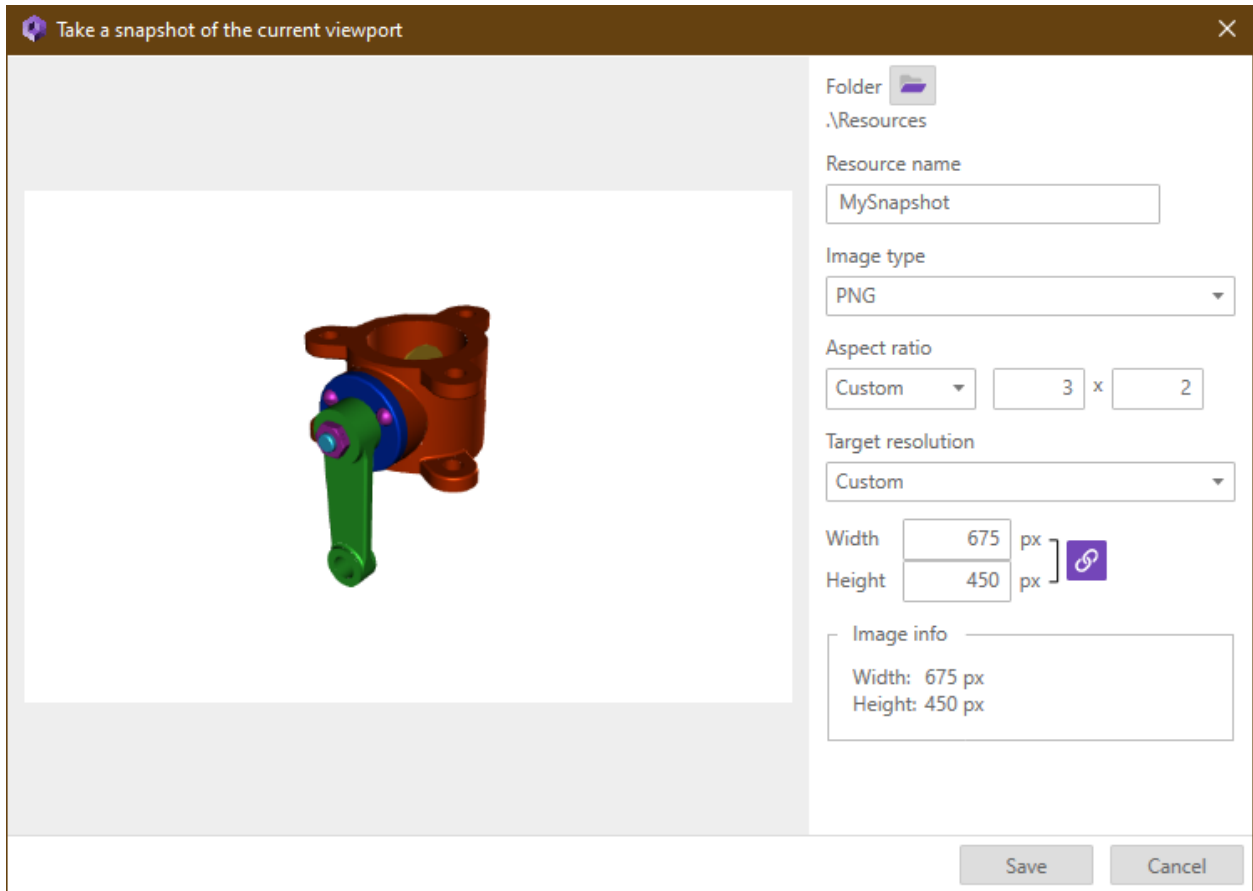 Take a snapshot of the current viewport
Folder
.\Resources
Resource name
MySnapshot
Image type
PNG
Aspect ratio
Custom 3 x 2
Target resolution
Custom
Width 675 px
Height 450 px
Image info
Width: 675 px
Height: 450 px
Save Cancel